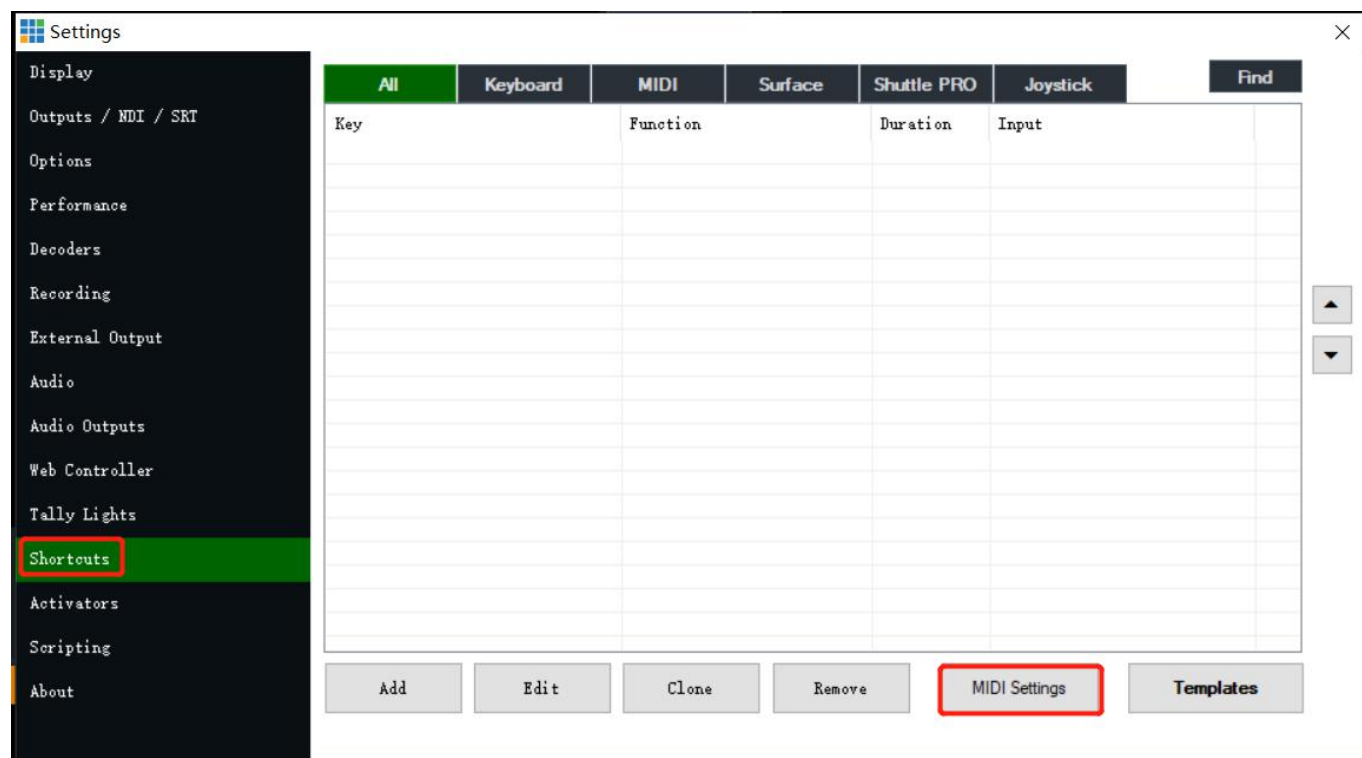 Settings
Display
Outputs / NDI / SRT
Options
Performance
Decoders
Recording
External Output
Audio
Audio Outputs
Web Controller
Tally Lights
Shortcuts
Activators
Scripting
About
All Keyboard MIDI Surface Shuttle PRO Joystick Find
Key Function Duration Input
Add Edit Clone Remove MIDI Settings Templates